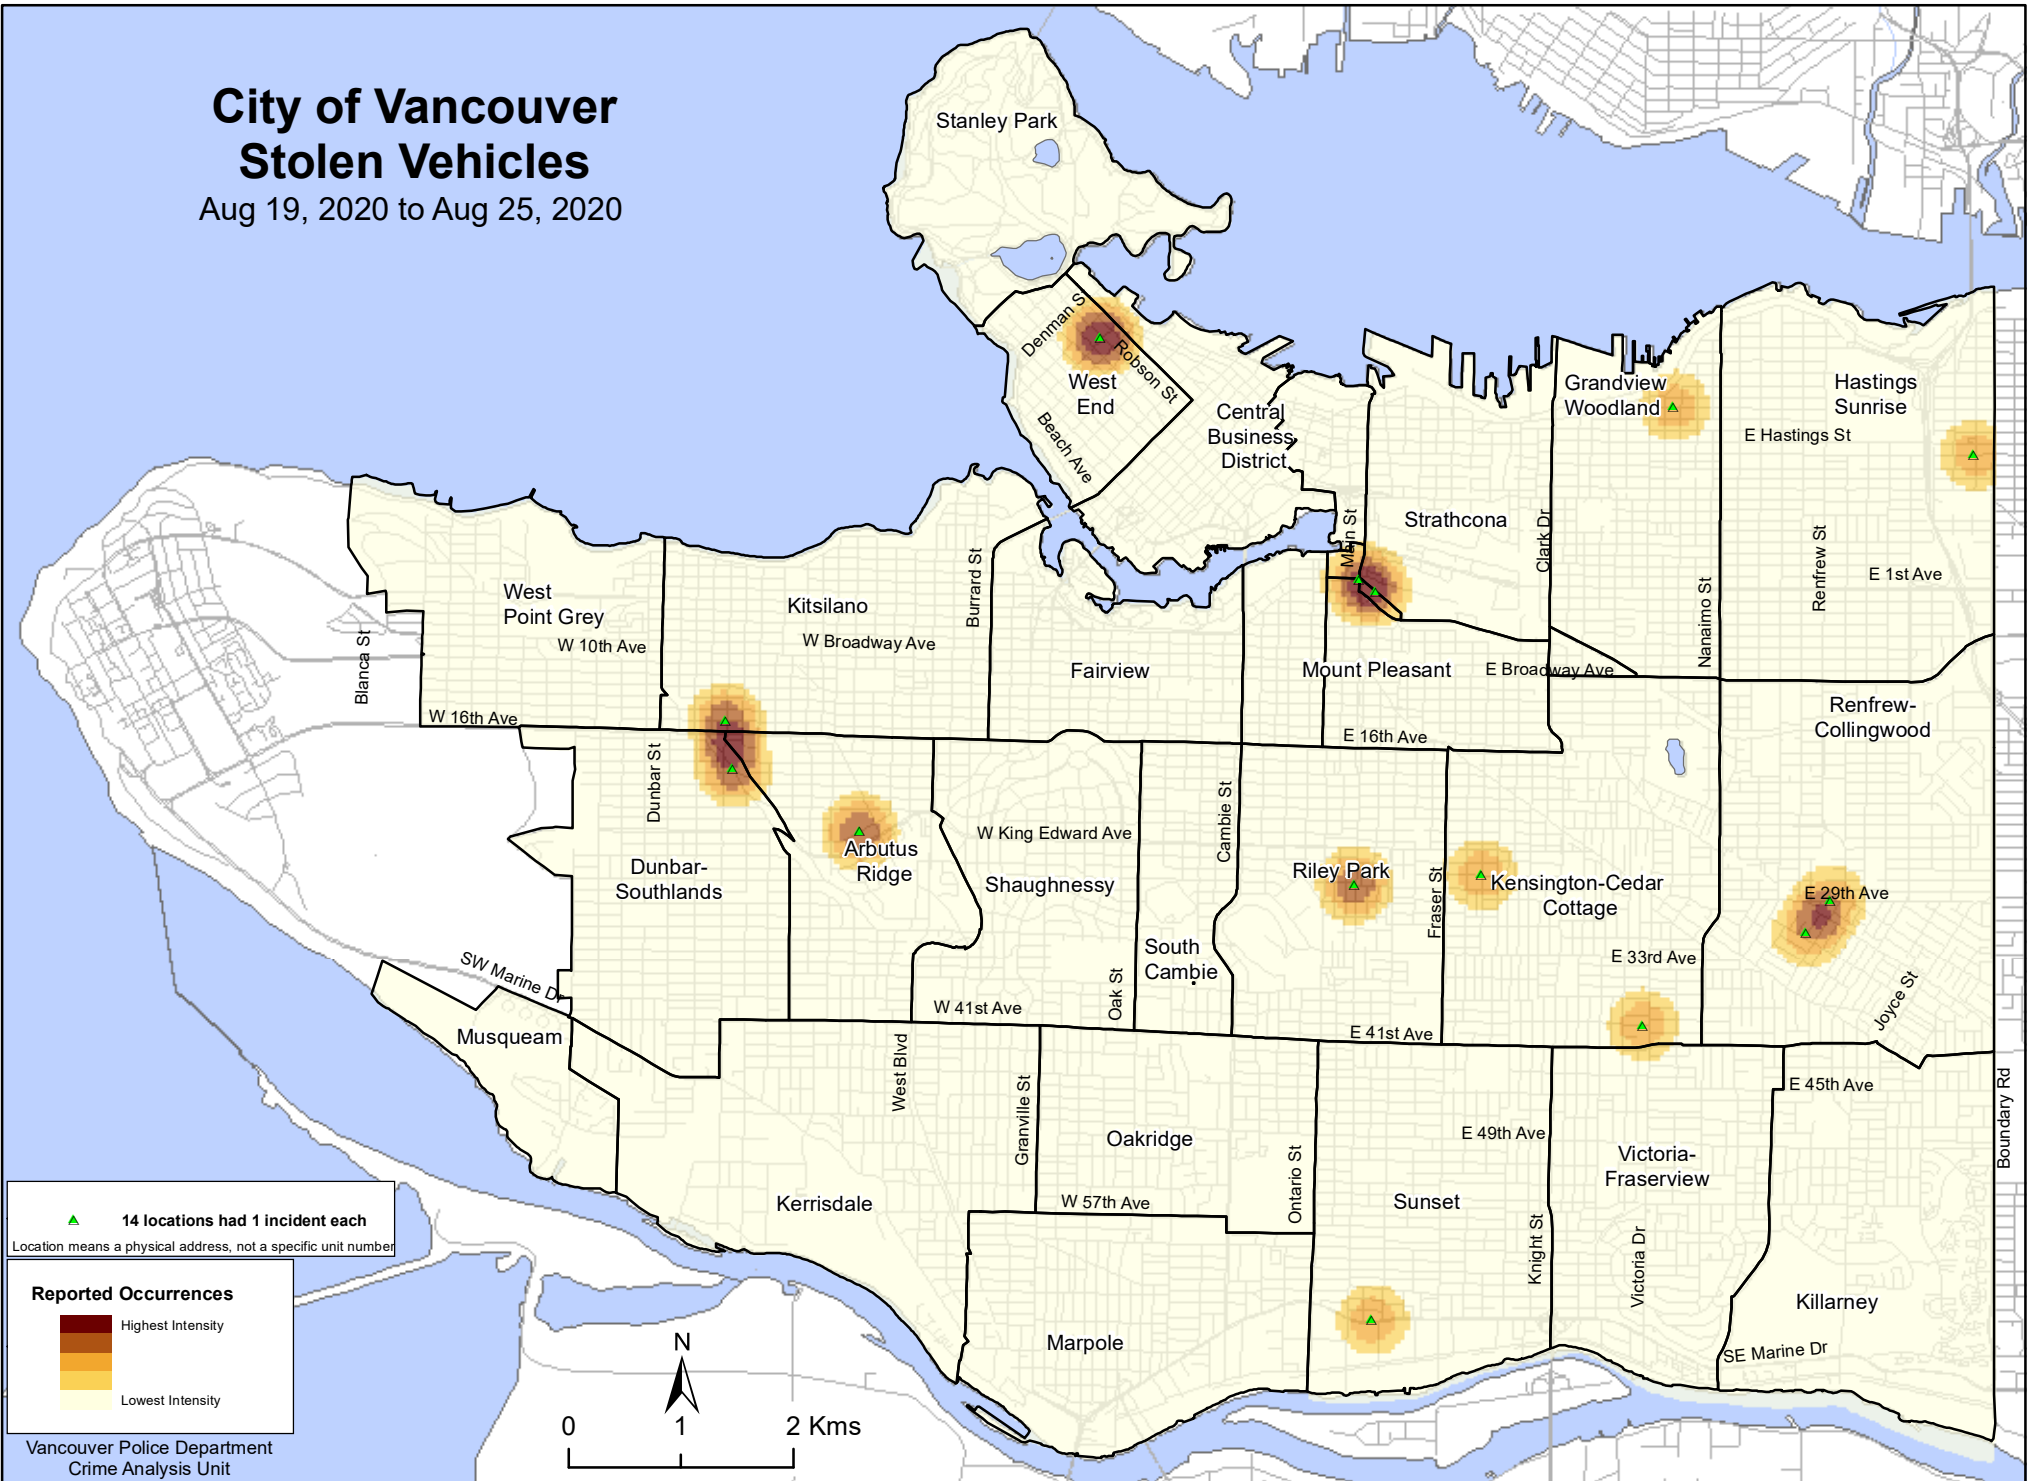 City of Vancouver
Stolen Vehicles
Aug 19, 2020 to Aug 25, 2020
Stanley Park
Denman S
Robson St
West
End
Beach Ave
Central
Business
District
Grandview
Woodland
Hastings
Sunrise
E Hastings St
Main St
Strathcona
Clark Dr
Nanaimo St
Renfrew St
E 1st Ave
West
Point Grey
W 10th Ave
Blanca St
W 16th Ave
Kitsilano
W Broadway Ave
Burrard St
Fairview
Mount Pleasant
E Broadway Ave
E 16th Ave
Renfrew-
Collingwood
Dunbar St
Dunbar-
Southlands
Arbutus
Ridge
W King Edward Ave
Shaughnessy
Cambie St
South
Cambie
Oak St
Riley Park
Fraser St
Kensington-Cedar
Cottage
E 29th Ave
E 33rd Ave
Joyce St
SW Marine Dr
Musqueam
W 41st Ave
E 41st Ave
West Blvd
Granville St
Oakridge
W 57th Ave
Ontario St
E 49th Ave
Sunset
Knight St
Victoria-
Fraserview
Victoria Dr
E 45th Ave
Boundary Rd
Killarney
SE Marine Dr
Kerrisdale
Marpole
14 locations had 1 incident each
Location means a physical address, not a specific unit number
Reported Occurrences
Highest Intensity
Lowest Intensity
Vancouver Police Department
Crime Analysis Unit
N
0 1 2 Kms